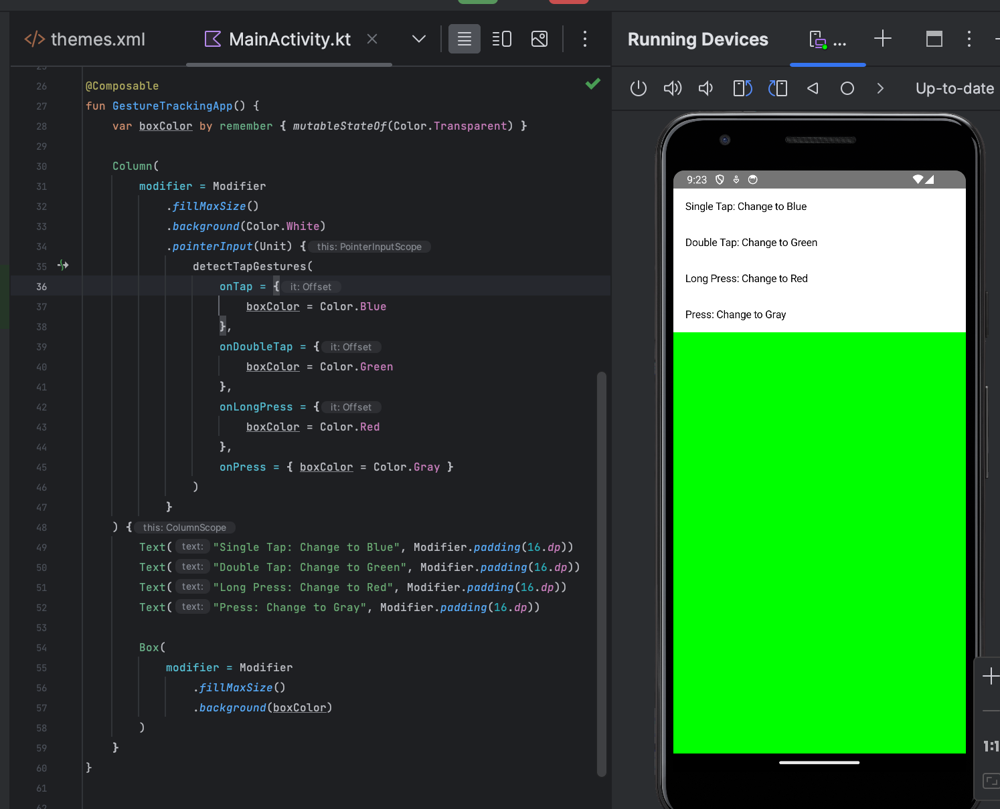 themes.xml
MainActivity.kt
Running Devices
...
Up-to-date
26 @Composable
27 fun GestureTrackingApp() {
28 var boxColor by remember { mutableStateOf(Color.Transparent) }
29
30 Column(
31 modifier = Modifier
32 .fillMaxSize()
33 .background(Color.White)
34 .pointerInput(Unit) { this: PointerInputScope
35 detectTapGestures(
36 onTap = { it: Offset
37 boxColor = Color.Blue
38 },
39 onDoubleTap = { it: Offset
40 boxColor = Color.Green
41 },
42 onLongPress = { it: Offset
43 boxColor = Color.Red
44 },
45 onPress = { boxColor = Color.Gray }
46 )
47 }
48 ) { this: ColumnScope
49 Text( text: "Single Tap: Change to Blue", Modifier.padding(16.dp))
50 Text( text: "Double Tap: Change to Green", Modifier.padding(16.dp))
51 Text( text: "Long Press: Change to Red", Modifier.padding(16.dp))
52 Text( text: "Press: Change to Gray", Modifier.padding(16.dp))
53
54 Box(
55 modifier = Modifier
56 .fillMaxSize()
57 .background(boxColor)
58 )
59 }
60 }
61
9:23
Single Tap: Change to Blue
Double Tap: Change to Green
Long Press: Change to Red
Press: Change to Gray
1:1